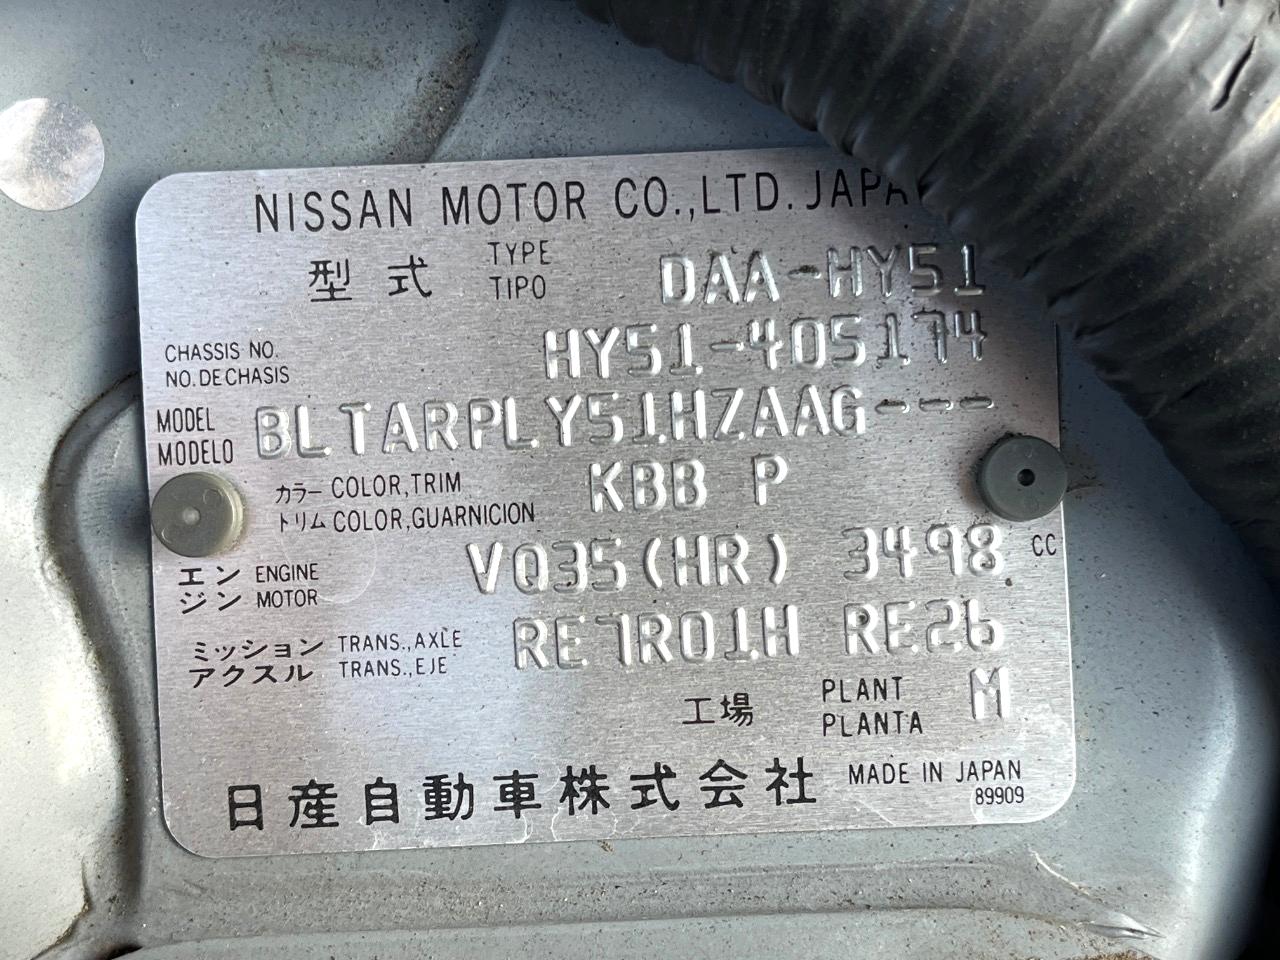 NISSAN MOTOR CO.,LTD. JAPA
型式 TYPE TIPO DAA-HY51
CHASSIS NO. NO. DE CHASIS HY51-405174
MODEL MODELO BLTARPLY51HZAAG---
カラー COLOR,TRIM KBB P
トリム COLOR,GUARNICION
エン ENGINE VQ35(HR) 3498 CC
ジン MOTOR
ミッション TRANS.,AXLE RE7R01H RE26
アクスル TRANS.,EJE
工場 PLANT PLANTA M
日産自動車株式会社 MADE IN JAPAN
89909